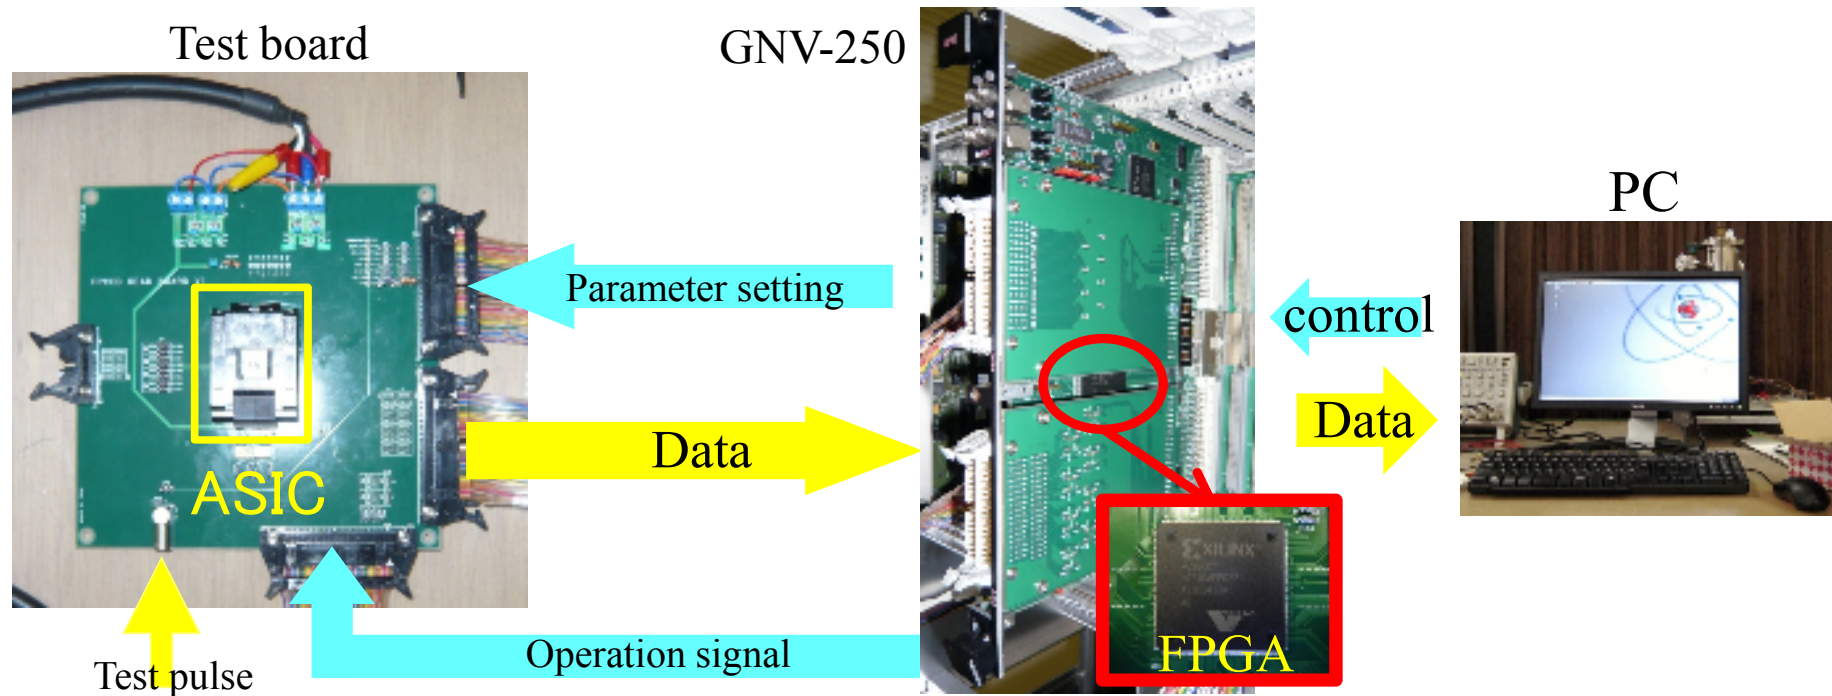 Test board
GNV-250
PC
Parameter setting
control
Data
Data
ASIC
XILINX
FPGA
Operation signal
Test pulse